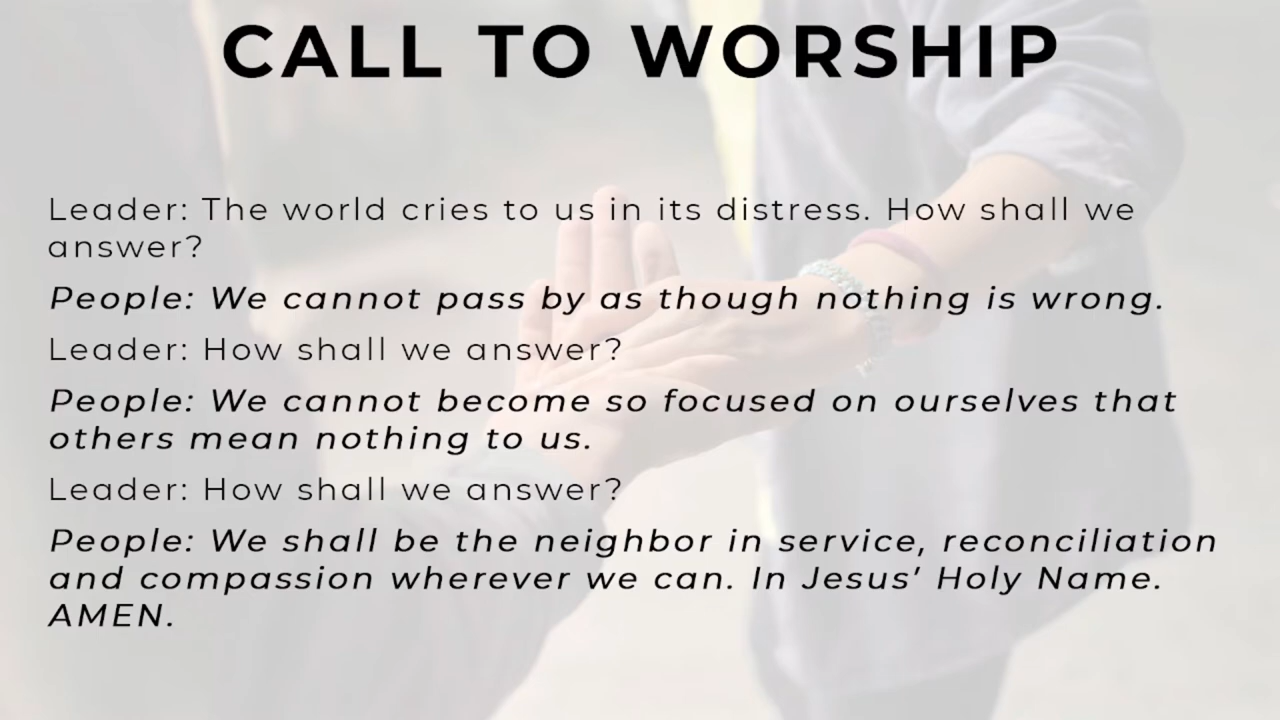 CALL TO WORSHIP
Leader: The world cries to us in its distress. How shall we
answer?
People: We cannot pass by as though nothing is wrong.
Leader: How shall we answer?
People: We cannot become so focused on ourselves that
others mean nothing to us.
Leader: How shall we answer?
People: We shall be the neighbor in service, reconciliation
and compassion wherever we can. In Jesus’ Holy Name.
AMEN.